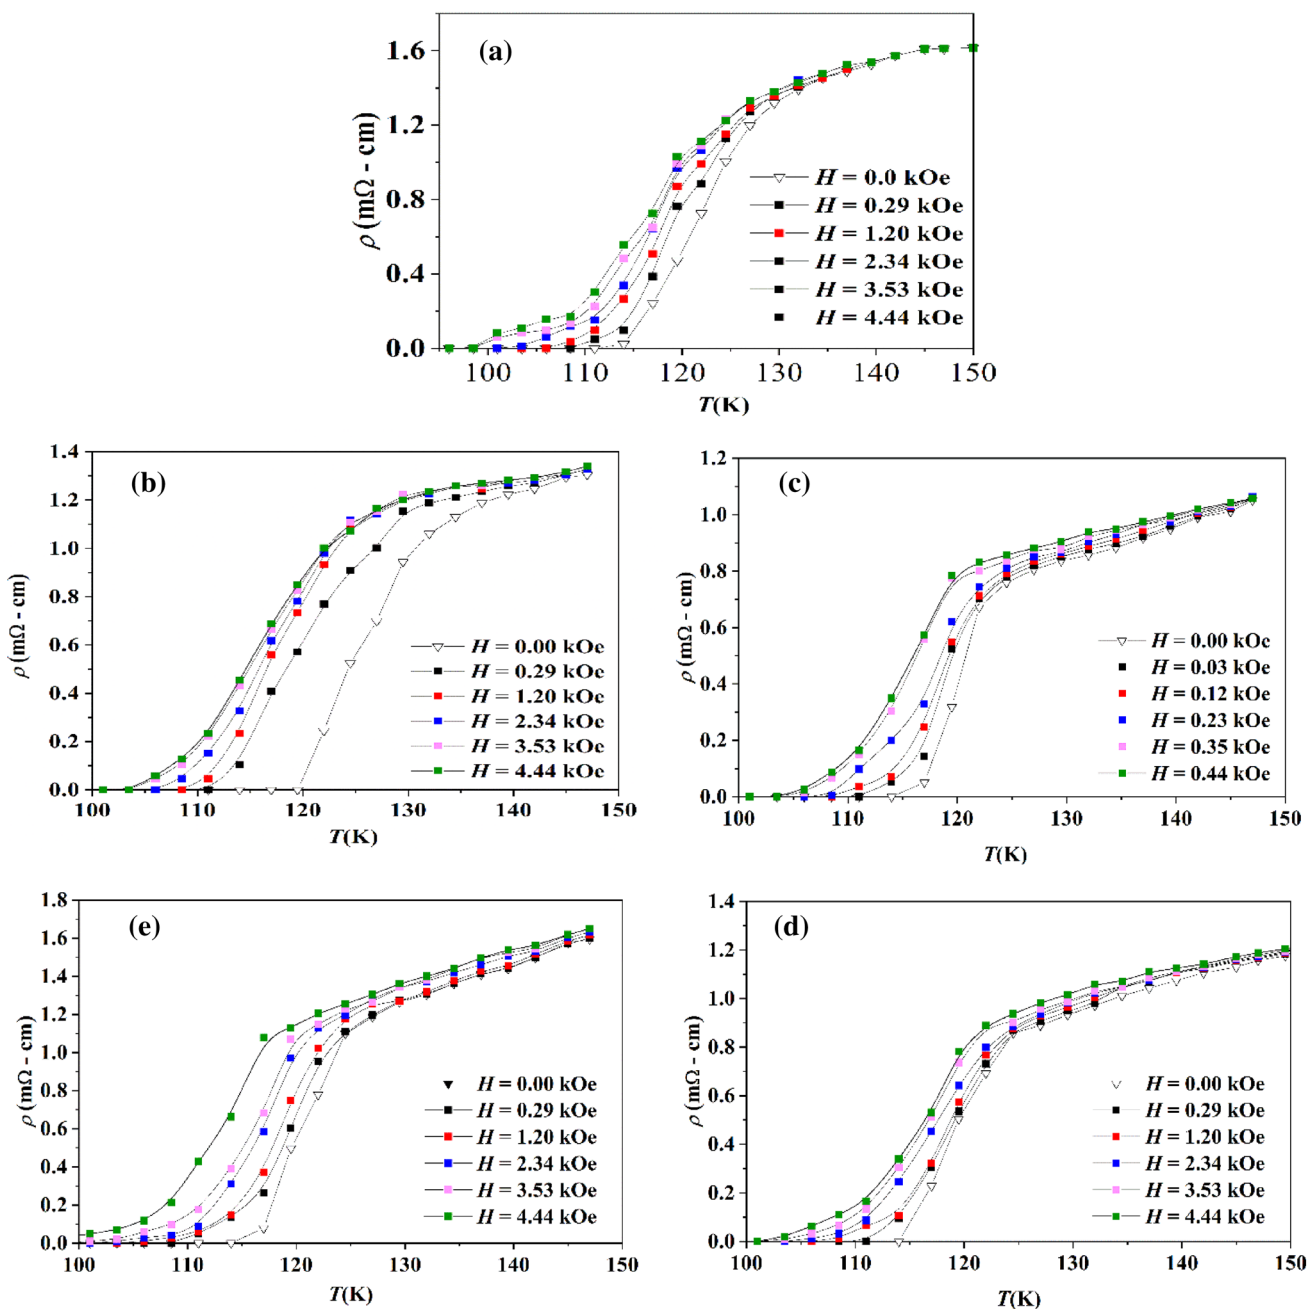 (a)
1.6
1.2
0.8
0.4
0.0
ρ (mΩ - cm)
H = 0.0 kOe
H = 0.29 kOe
H = 1.20 kOe
H = 2.34 kOe
H = 3.53 kOe
H = 4.44 kOe
100 110 120 130 140 150
T(K)
(b)
1.4
1.2
1.0
0.8
0.6
0.4
0.2
0.0
ρ (mΩ - cm)
H = 0.00 kOe
H = 0.29 kOe
H = 1.20 kOe
H = 2.34 kOe
H = 3.53 kOe
H = 4.44 kOe
100 110 120 130 140 150
T(K)
(c)
1.2
1.0
0.8
0.6
0.4
0.2
0.0
ρ (mΩ - cm)
H = 0.00 kOe
H = 0.03 kOe
H = 0.12 kOe
H = 0.23 kOe
H = 0.35 kOe
H = 0.44 kOe
100 110 120 130 140 150
T(K)
(e)
1.8
1.6
1.4
1.2
1.0
0.8
0.6
0.4
0.2
0.0
ρ (mΩ - cm)
H = 0.00 kOe
H = 0.29 kOe
H = 1.20 kOe
H = 2.34 kOe
H = 3.53 kOe
H = 4.44 kOe
100 110 120 130 140 150
T(K)
(d)
1.4
1.2
1.0
0.8
0.6
0.4
0.2
0.0
ρ (mΩ - cm)
H = 0.00 kOe
H = 0.29 kOe
H = 1.20 kOe
H = 2.34 kOe
H = 3.53 kOe
H = 4.44 kOe
100 110 120 130 140 150
T(K)